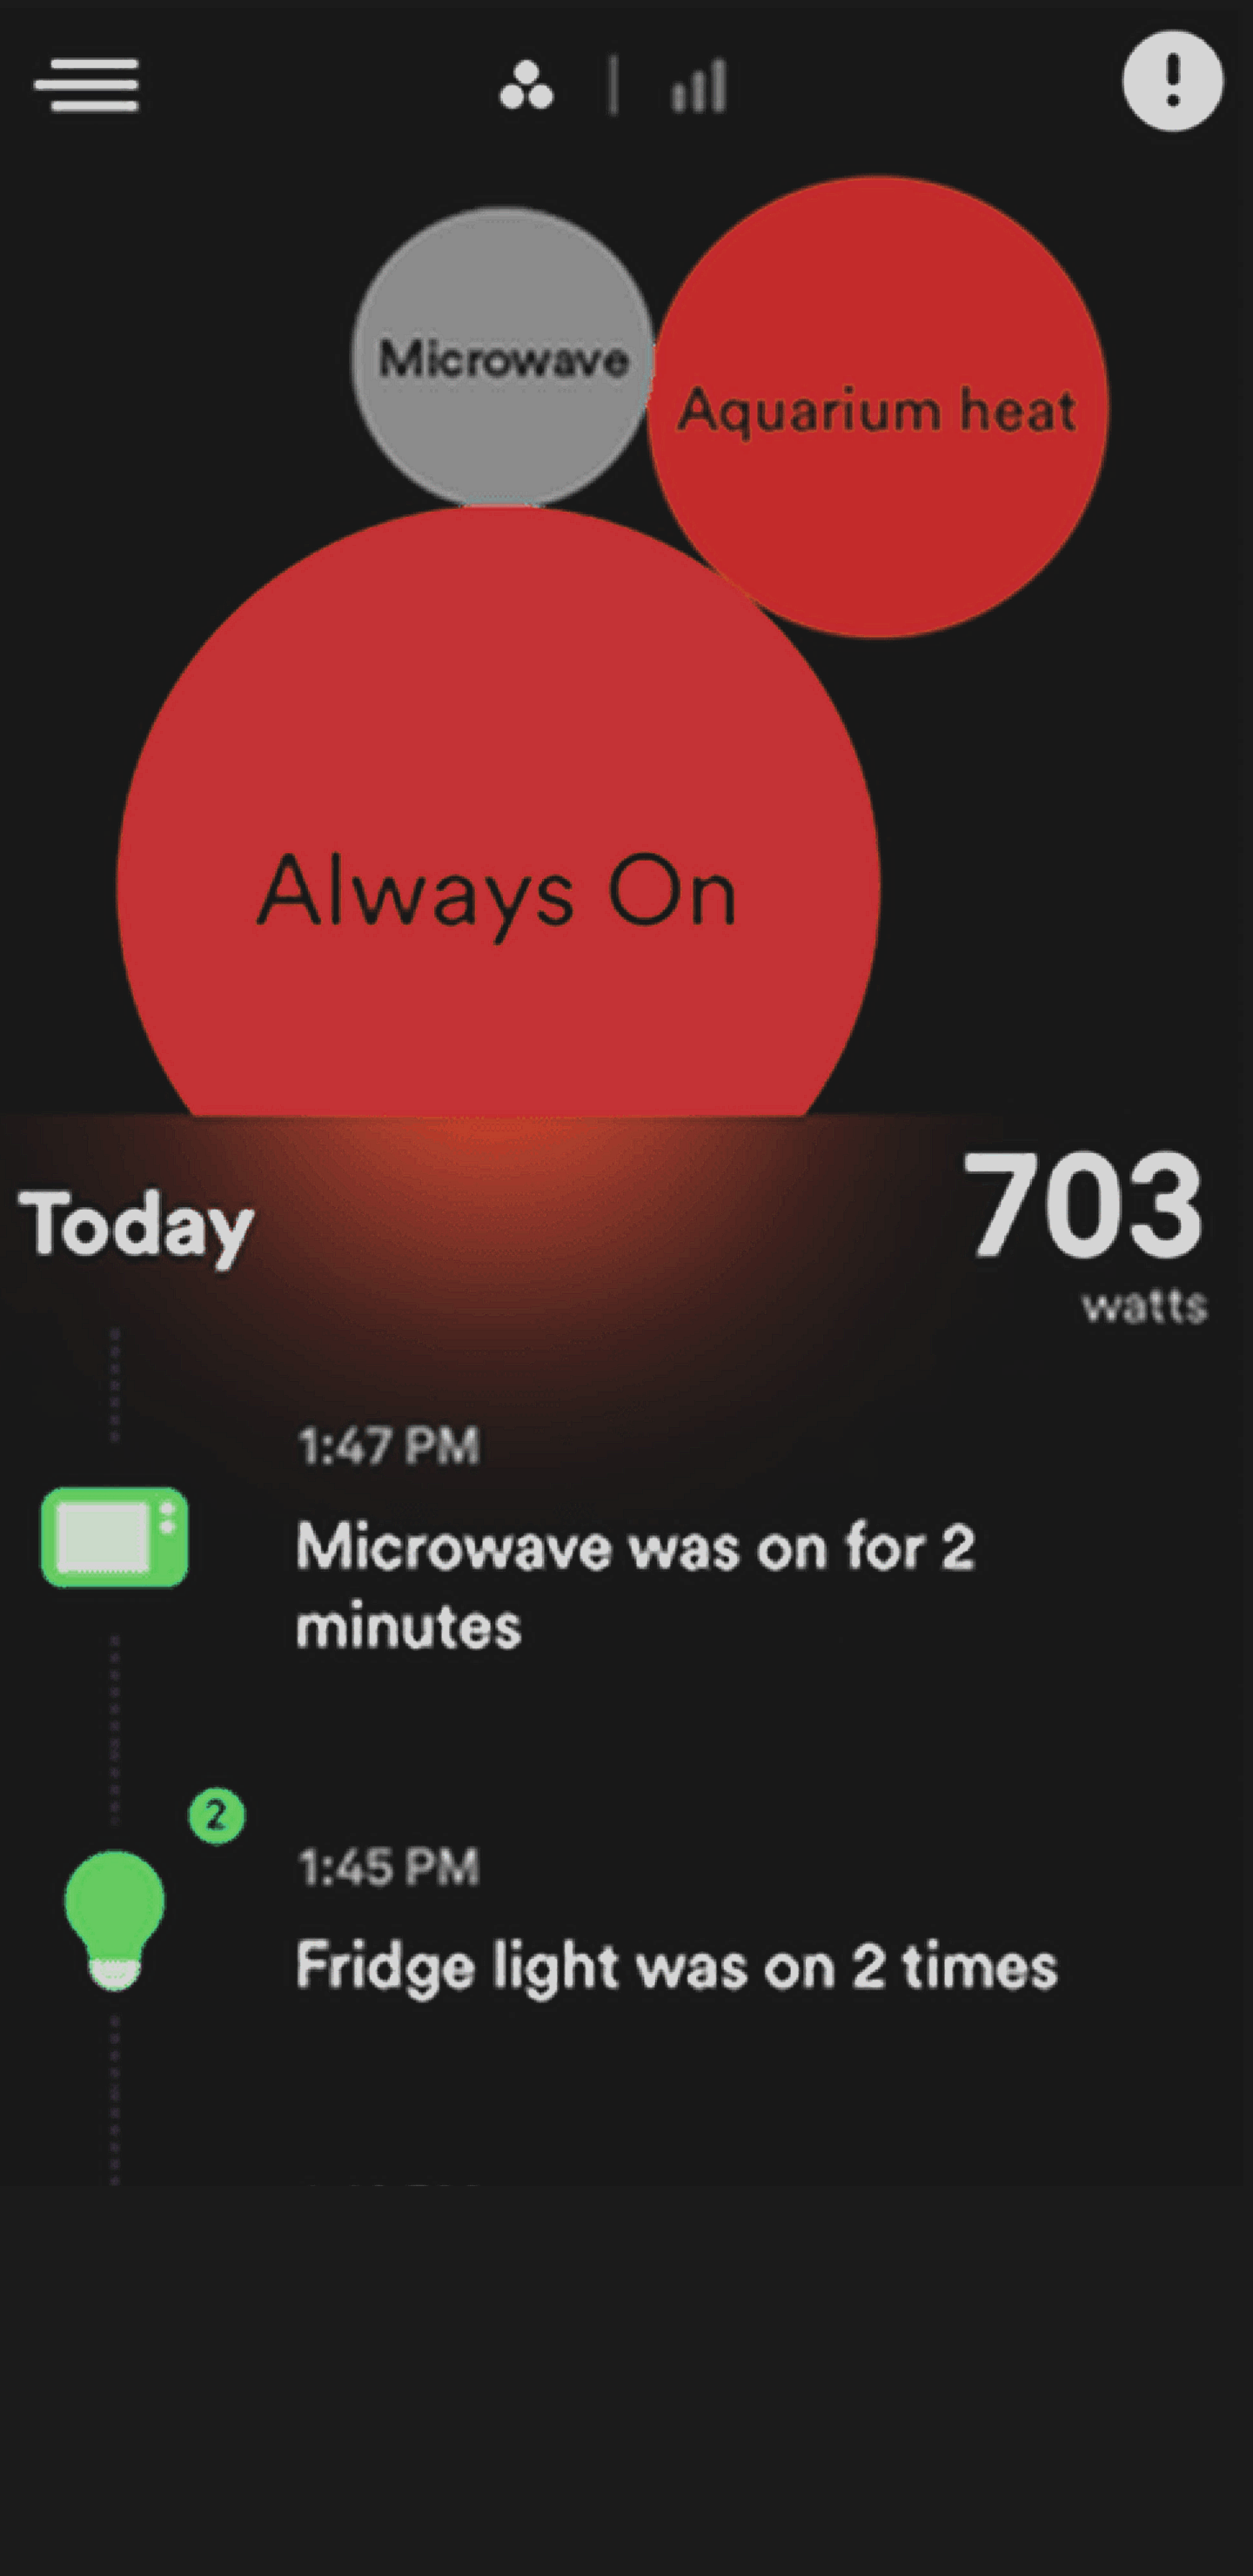 Microwave
Aquarium heat
Always On
Today
703
watts
1:47 PM
Microwave was on for 2
minutes
2
1:45 PM
Fridge light was on 2 times